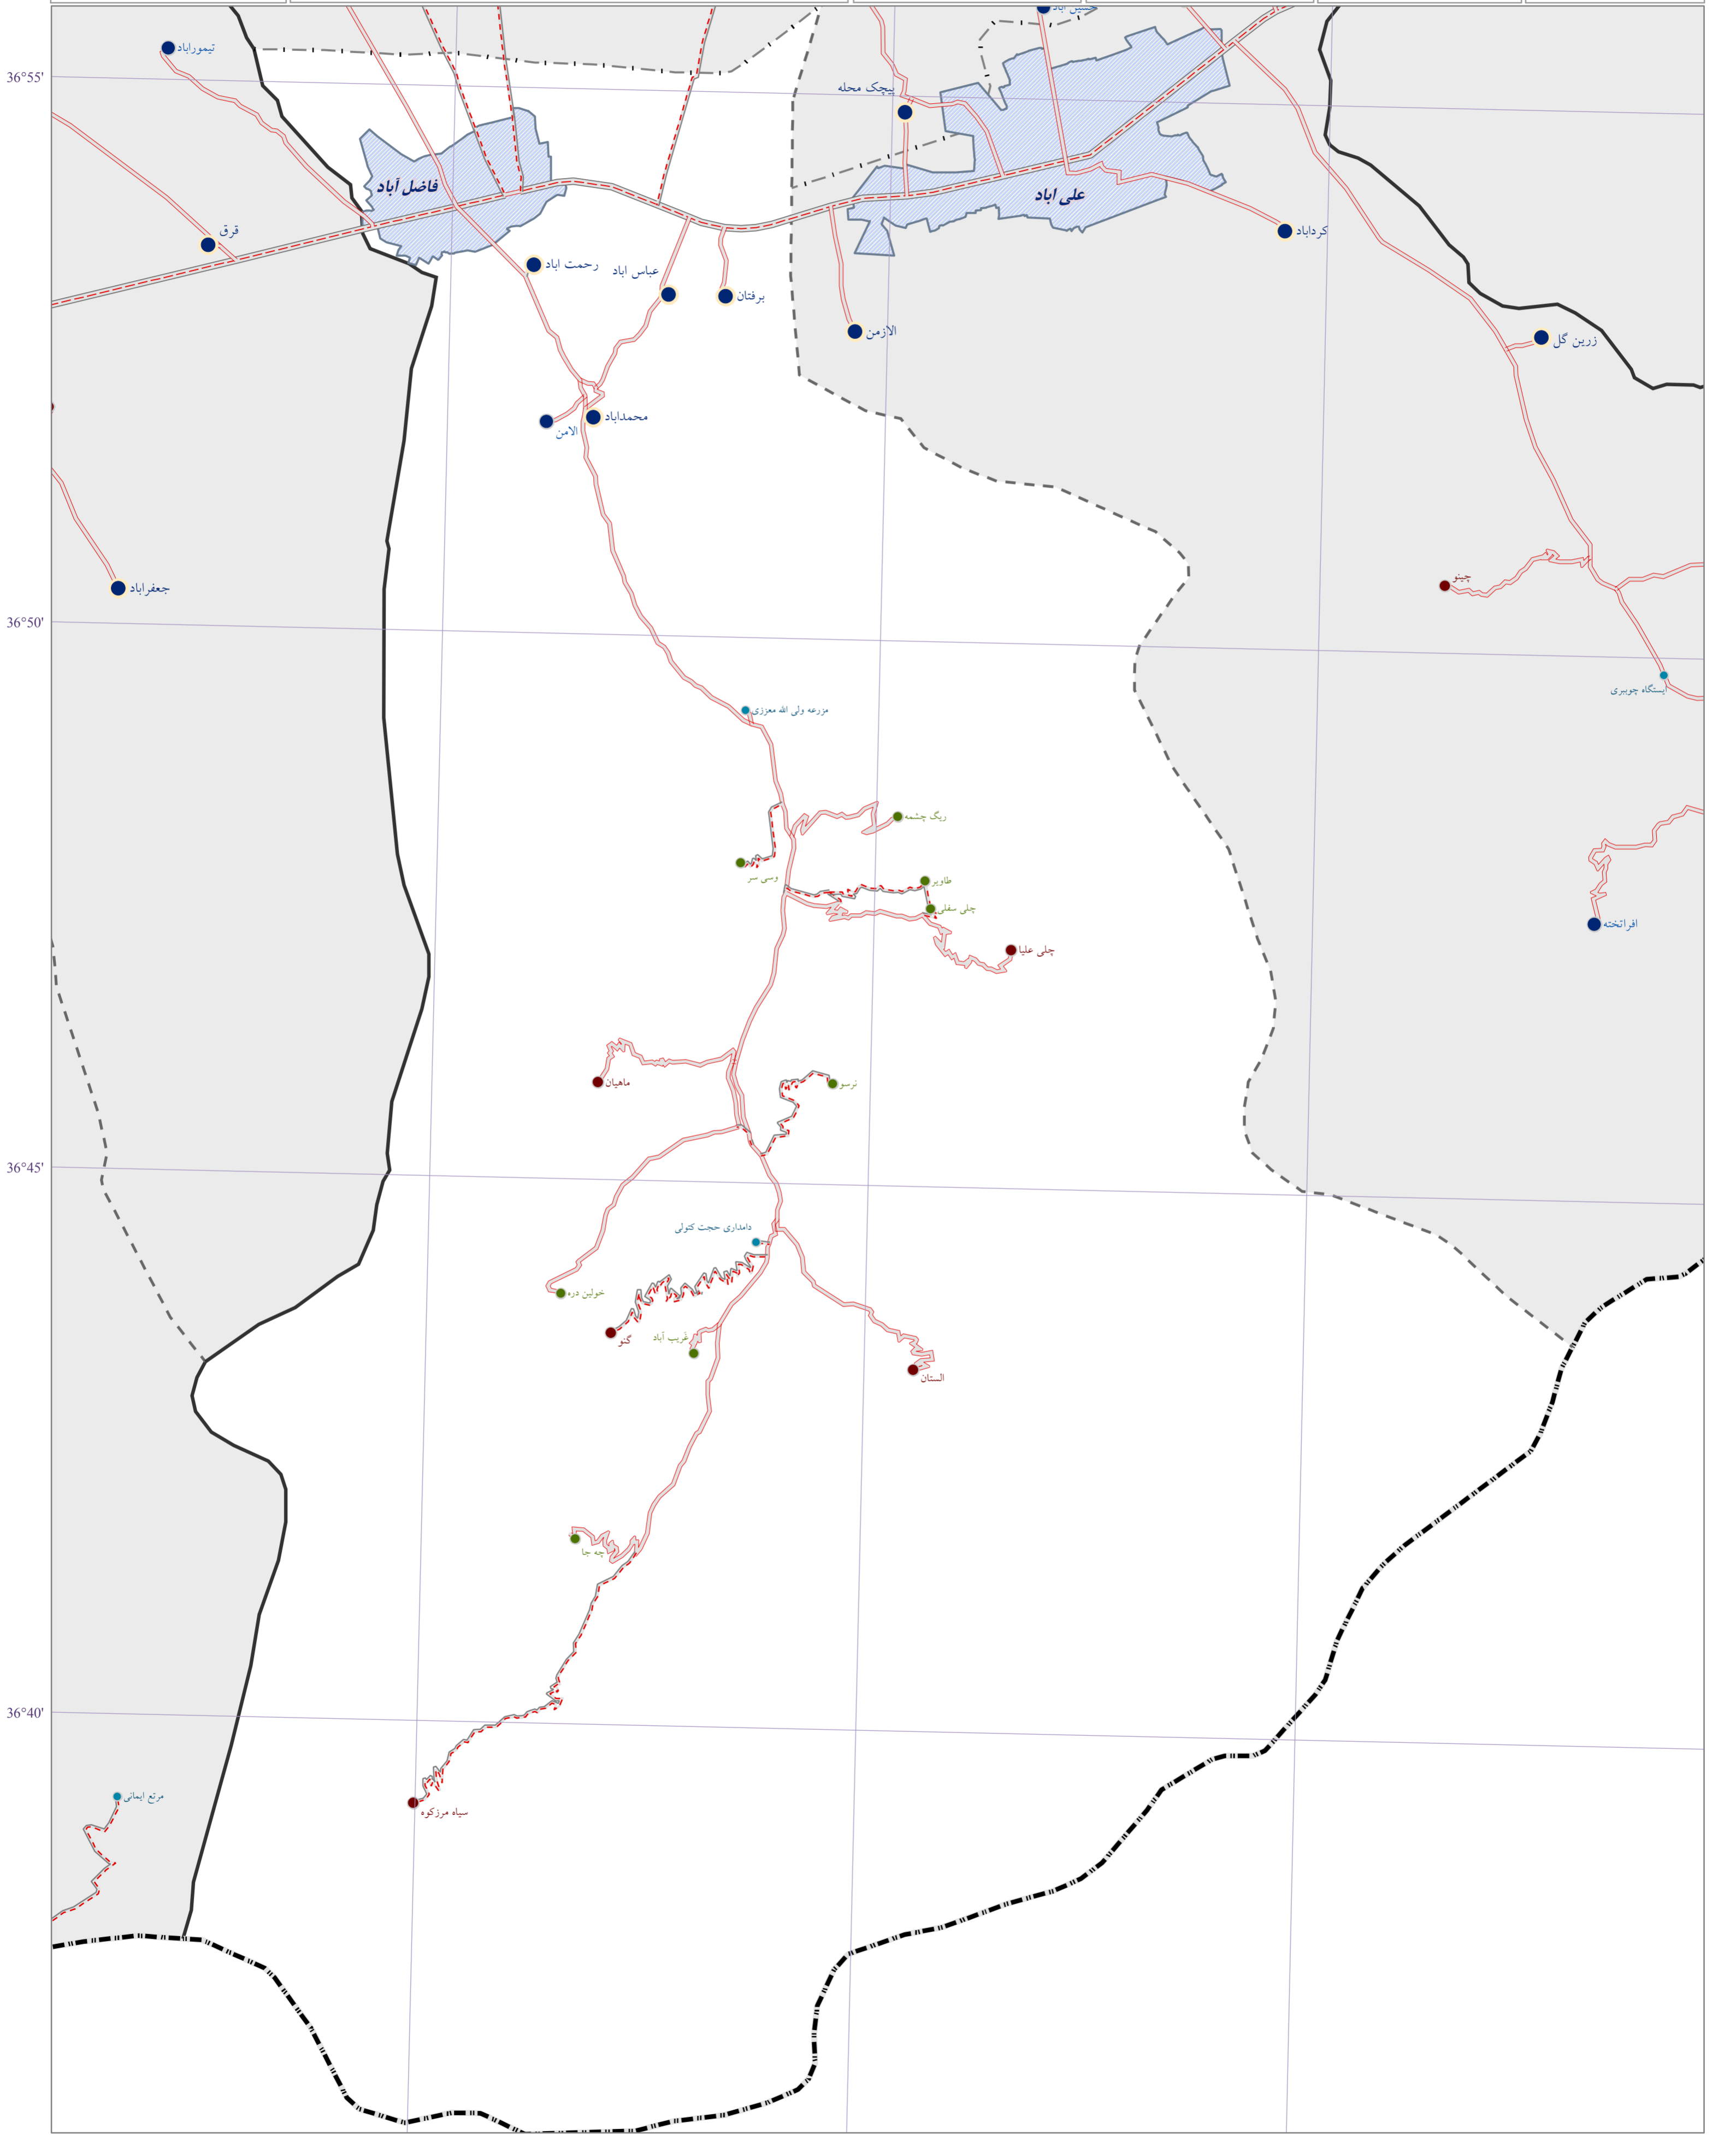 تیموراباد
36°55'
پیچک محله
فاضل آباد
علی اباد
قرق
کرداباد
رحمت اباد
عباس اباد
برفتان
الازمن
زرین گل
محمداباد
الامن
چینو
جعفراباد
36°50'
ایستگاه چوببری
مزرعه ولی الله معززی
ریگ چشمه
وسی سر
طاویر
چلی سفلی
افراتخته
چلی علیا
ماهیان
نرسو
36°45'
دامداری حجت کتولی
خولین دره
گنو
غریب آباد
الستان
چه جا
36°40'
مرتع ایمانی
سیاه مرزکوه